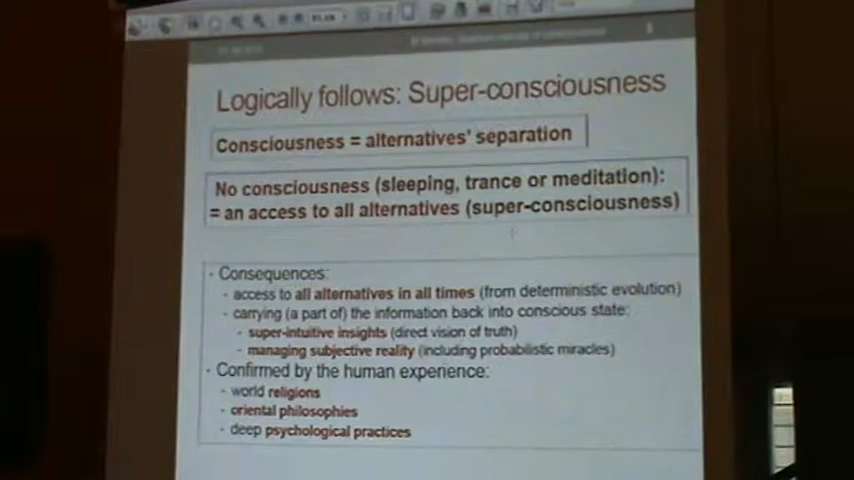 Logically follows: Super-consciousness
Consciousness = alternatives' separation
No consciousness (sleeping, trance or meditation):
= an access to all alternatives (super-consciousness)
• Consequences:
- access to all alternatives in all times (from deterministic evolution)
- carrying (a part of) the information back into conscious state:
- super-intuitive insights (direct vision of truth)
- managing subjective reality (including probabilistic miracles)
• Confirmed by the human experience:
- world religions
- oriental philosophies
- deep psychological practices